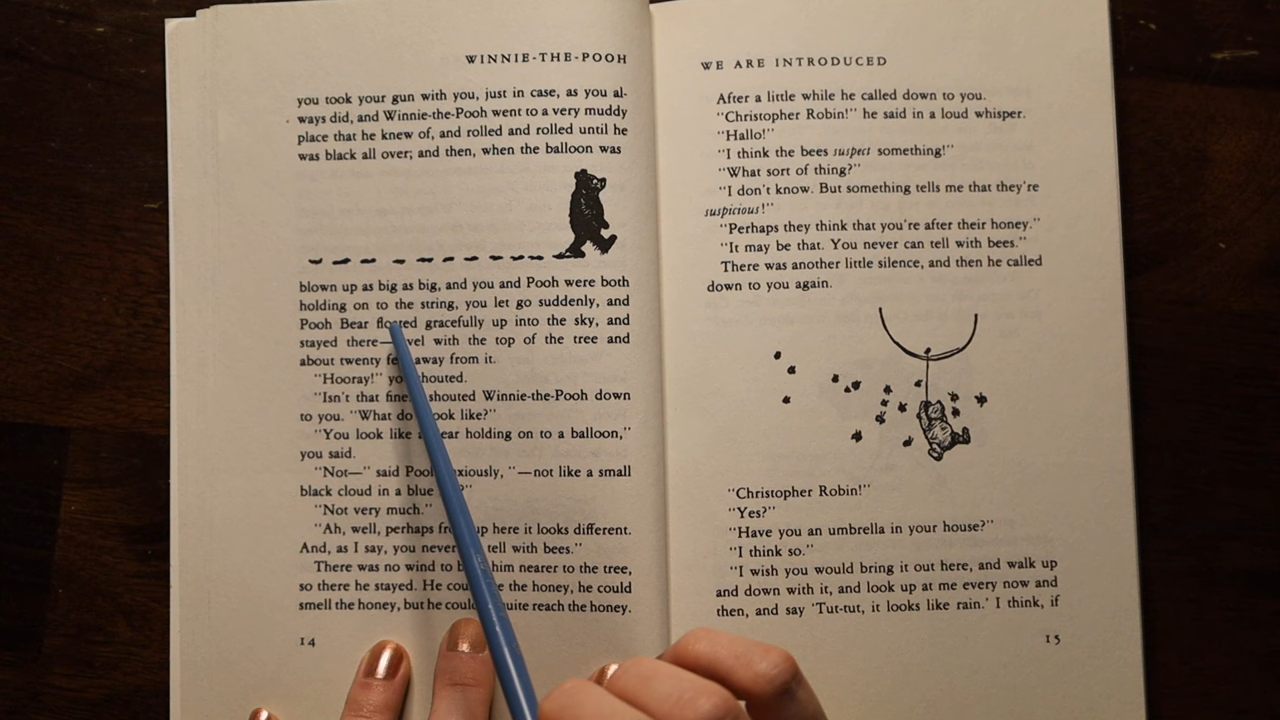 WINNIE-THE-POOH
you took your gun with you, just in case, as you al-
ways did, and Winnie-the-Pooh went to a very muddy
place that he knew of, and rolled and rolled until he
was black all over; and then, when the balloon was
blown up as big as big, and you and Pooh were both
holding on to the string, you let go suddenly, and
Pooh Bear floated gracefully up into the sky, and
stayed there—level with the top of the tree and
about twenty feet away from it.
"Hooray!" you shouted.
"Isn't that fine?" shouted Winnie-the-Pooh down
to you. "What do look like?"
"You look like a Bear holding on to a balloon,"
you said.
"Not—" said Pooh anxiously, "—not like a small
black cloud in a blue sky?"
"Not very much."
"Ah, well, perhaps from up here it looks different.
And, as I say, you never tell with bees."
There was no wind to blow him nearer to the tree,
so there he stayed. He could see the honey, he could
smell the honey, but he couldn't quite reach the honey.
14
WE ARE INTRODUCED
After a little while he called down to you.
"Christopher Robin!" he said in a loud whisper.
"Hallo!"
"I think the bees suspect something!"
"What sort of thing?"
"I don't know. But something tells me that they're
suspicious!"
"Perhaps they think that you're after their honey."
"It may be that. You never can tell with bees."
There was another little silence, and then he called
down to you again.
"Christopher Robin!"
"Yes?"
"Have you an umbrella in your house?"
"I think so."
"I wish you would bring it out here, and walk up
and down with it, and look up at me every now and
then, and say 'Tut-tut, it looks like rain.' I think, if
15